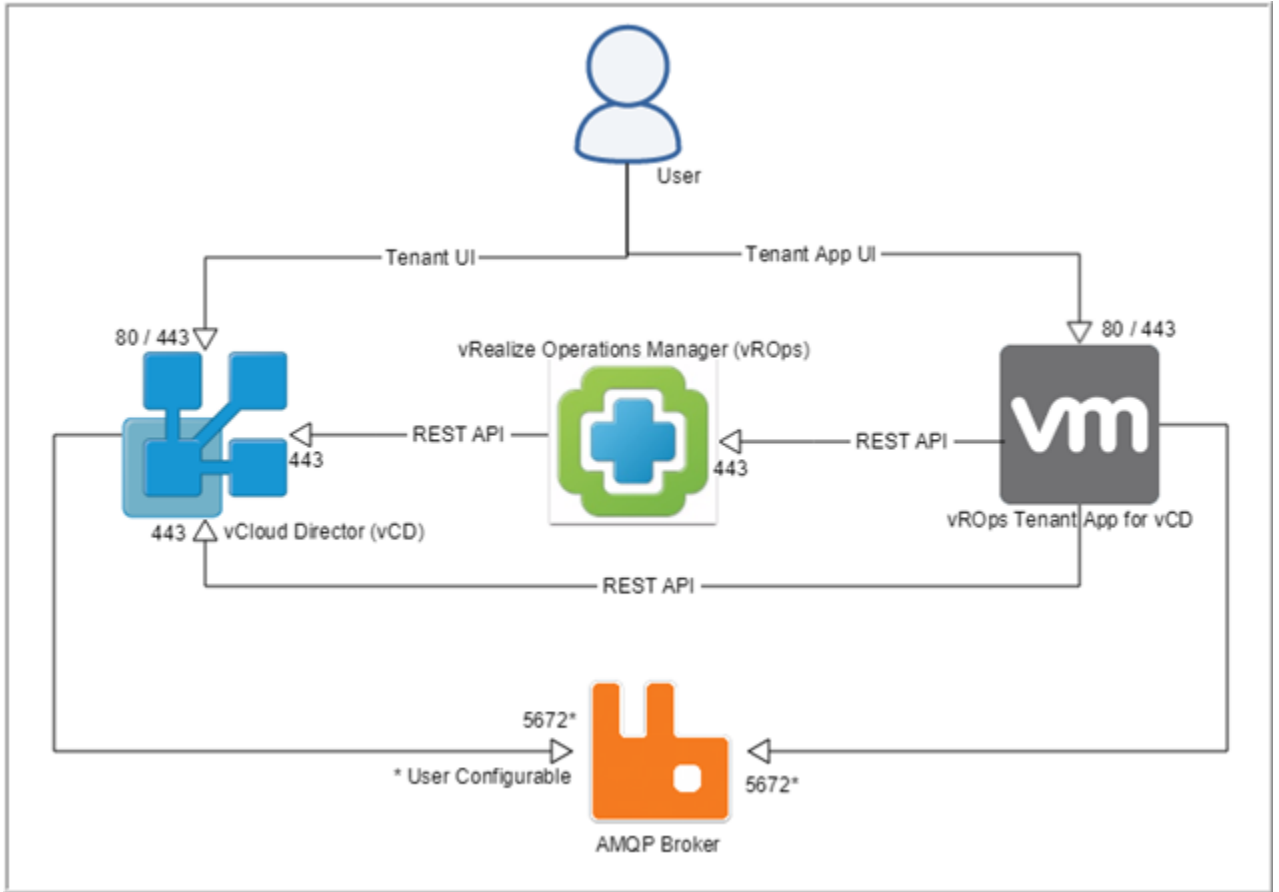 User
Tenant UI
Tenant App UI
80 / 443
80 / 443
vRealize Operations Manager (vROps)
vm
REST API
REST API
443
443
vROps Tenant App for vCD
443
vCloud Director (vCD)
REST API
5672*
* User Configurable
5672*
AMQP Broker